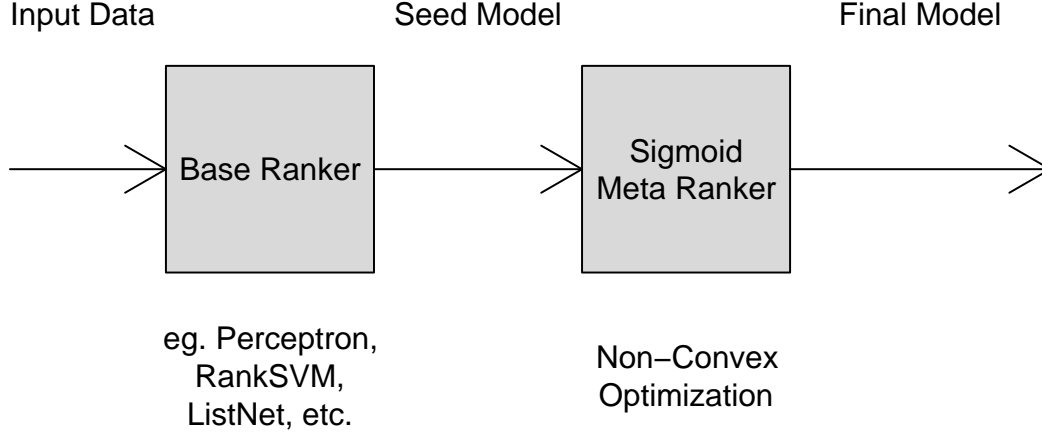 Input Data
Seed Model
Final Model
Base Ranker
Sigmoid
Meta Ranker
eg. Perceptron,
RankSVM,
ListNet, etc.
Non−Convex
Optimization